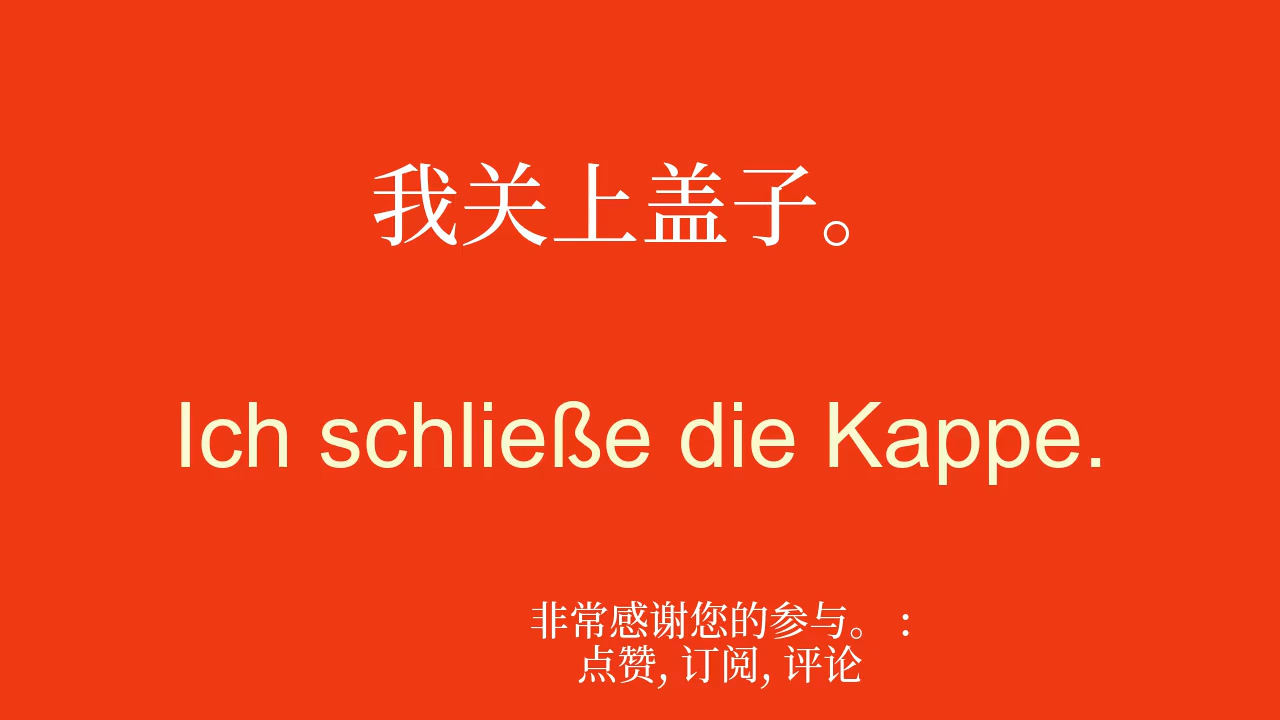 我关上盖子。
Ich schließe die Kappe.
非常感谢您的参与。 :
点赞, 订阅, 评论